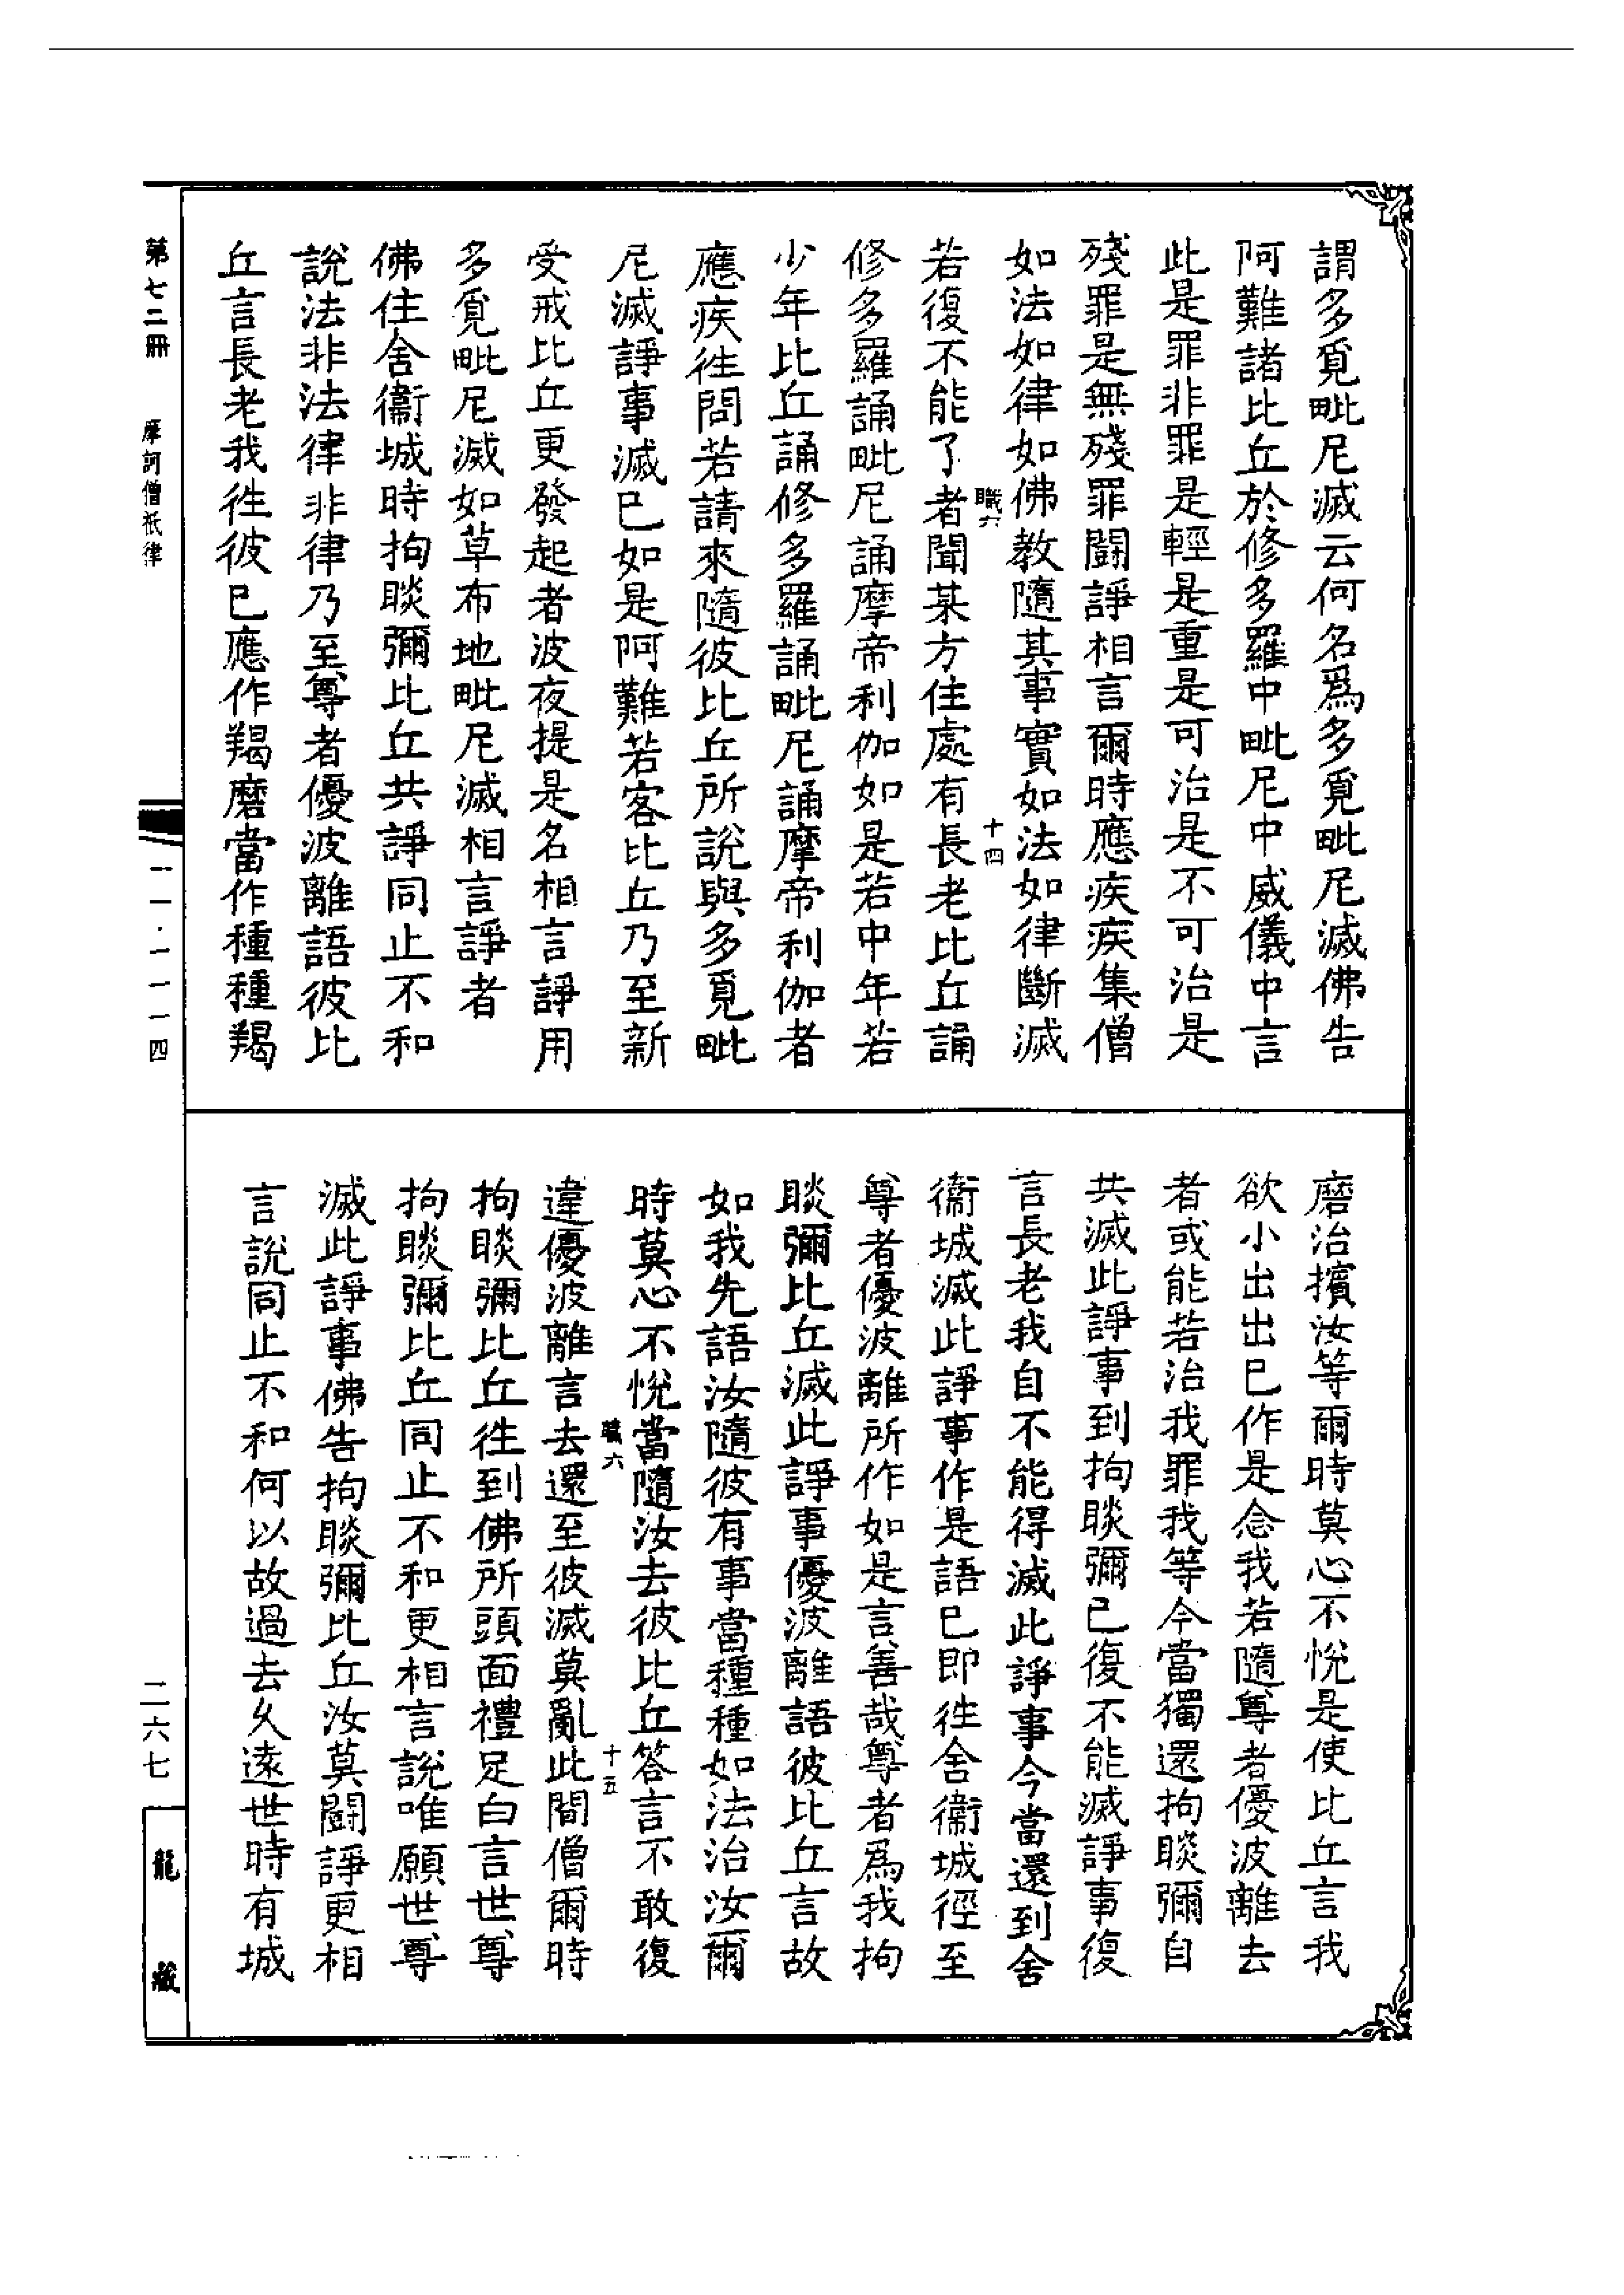 謂多覓毗尼滅云何名爲多覓毗尼滅佛告
阿難諸比丘於修多羅中毗尼中威儀中言
此是罪非罪是輕是重是可治是不可治是
殘罪是無殘罪鬪諍相言爾時應疾疾集僧
如法如律如佛教隨其事實如法如律斷滅
職六
十四
若復不能了者聞某方住處有長老比丘誦
修多羅誦毗尼誦摩帝利伽如是若中年若
少年比丘誦修多羅誦毗尼誦摩帝利伽者
應疾徃問若請來隨彼比丘所說與多覓毗
尼滅諍事滅已如是阿難若客比丘乃至新
受戒比丘更發起者波夜提是名相言諍用
多覓毗尼滅如草布地毗尼滅相言諍者
佛住舍衞城時拘睒彌比丘共諍同止不和
說法非法律非律乃至尊者優波離語彼比
丘言長老我徃彼已應作羯磨當作種種羯
磨治擯汝等爾時莫心不悅是使比丘言我
欲小出出已作是念我若隨尊者優波離去
者或能若治我罪我等今當獨還拘睒彌自
共滅此諍事到拘睒彌已復不能滅諍事復
言長老我自不能得滅此諍事今當還到舍
衞城滅此諍事作是語已即徃舍衞城徑至
尊者優波離所作如是言善哉尊者爲我拘
睒彌比丘滅此諍事優波離語彼比丘言故
如我先語汝隨彼有事當種種如法治汝爾
時莫心不悅當隨汝去彼比丘答言不敢復
職六
十五
違優波離言去還至彼滅莫亂此間僧爾時
拘睒彌比丘徃到佛所頭面禮足白言世尊
拘睒彌比丘同止不和更相言說唯願世尊
滅此諍事佛告拘睒彌比丘汝莫鬪諍更相
言說同止不和何以故過去久遠世時有城
第七二冊 摩訶僧祇律
一一·一一一四
二六七
龍藏